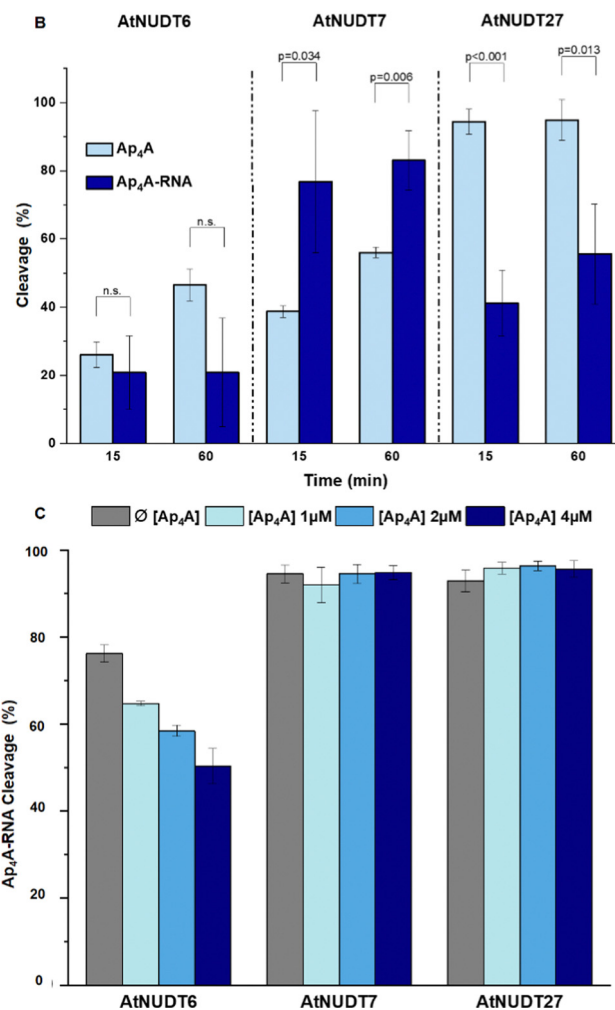 B AtNUDT6 AtNUDT7 AtNUDT27
p=0.034 p=0.006 p<0.001 p=0.013
n.s. n.s.
Ap₄A
Ap₄A-RNA
Cleavage (%)
100
80
60
40
20
0
15 60 15 60 15 60
Time (min)
C Ø [Ap₄A] [Ap₄A] 1µM [Ap₄A] 2µM [Ap₄A] 4µM
Ap₄A-RNA Cleavage (%)
100
80
60
40
20
0
AtNUDT6 AtNUDT7 AtNUDT27